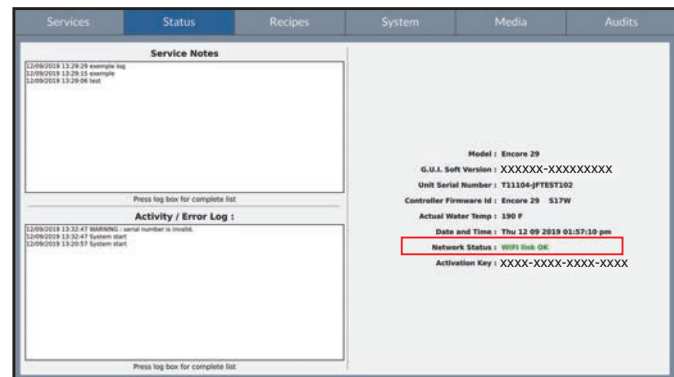 Services Status Recipes System Media Audits
Service Notes
12/09/2019 13:29:29 exemple log
12/09/2019 13:29:15 exemple
12/09/2019 13:29:06 test
Press log box for complete list
Activity / Error Log :
12/09/2019 13:32:47 WARNING : serial number is invalid.
12/09/2019 13:32:47 System start
12/09/2019 13:20:57 System start
Press log box for complete list
Model : Encore 29
G.U.I. Soft Version : XXXXXX-XXXXXXXXX
Unit Serial Number : T11104-JFTEST102
Controller Firmware Id : Encore 29 S17W
Actual Water Temp : 190 F
Date and Time : Thu 12 09 2019 01:57:10 pm
Network Status : WIFI link OK
Activation Key : XXXX-XXXX-XXXX-XXXX